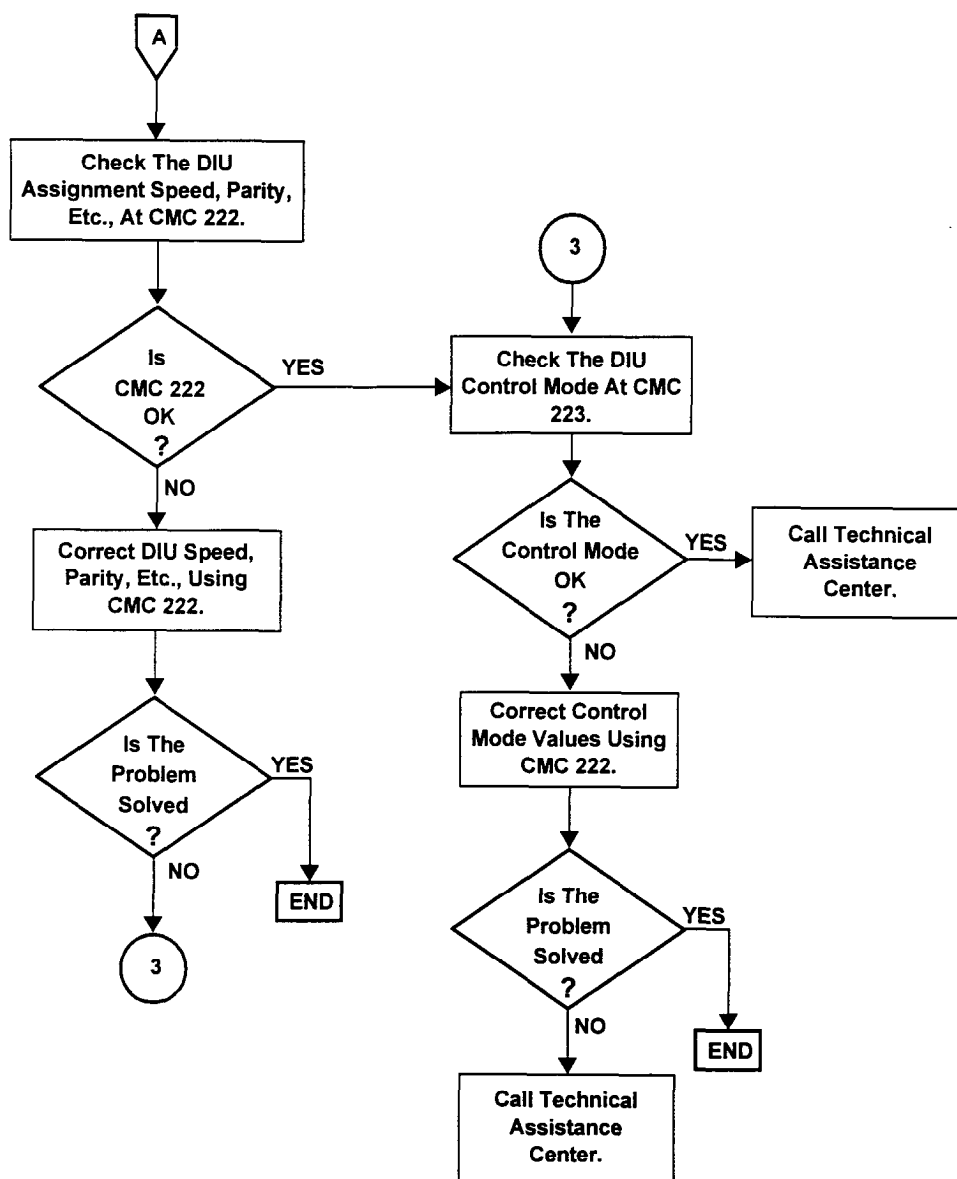 A
Check The DIU
Assignment Speed, Parity,
Etc., At CMC 222.
Is
CMC 222
OK
?
YES
NO
Correct DIU Speed,
Parity, Etc., Using
CMC 222.
Is The
Problem
Solved
?
YES
NO
END
3
3
Check The DIU
Control Mode At CMC
223.
Is The
Control Mode
OK
?
YES
NO
Call Technical
Assistance
Center.
Correct Control
Mode Values Using
CMC 222.
Is The
Problem
Solved
?
YES
NO
END
Call Technical
Assistance
Center.